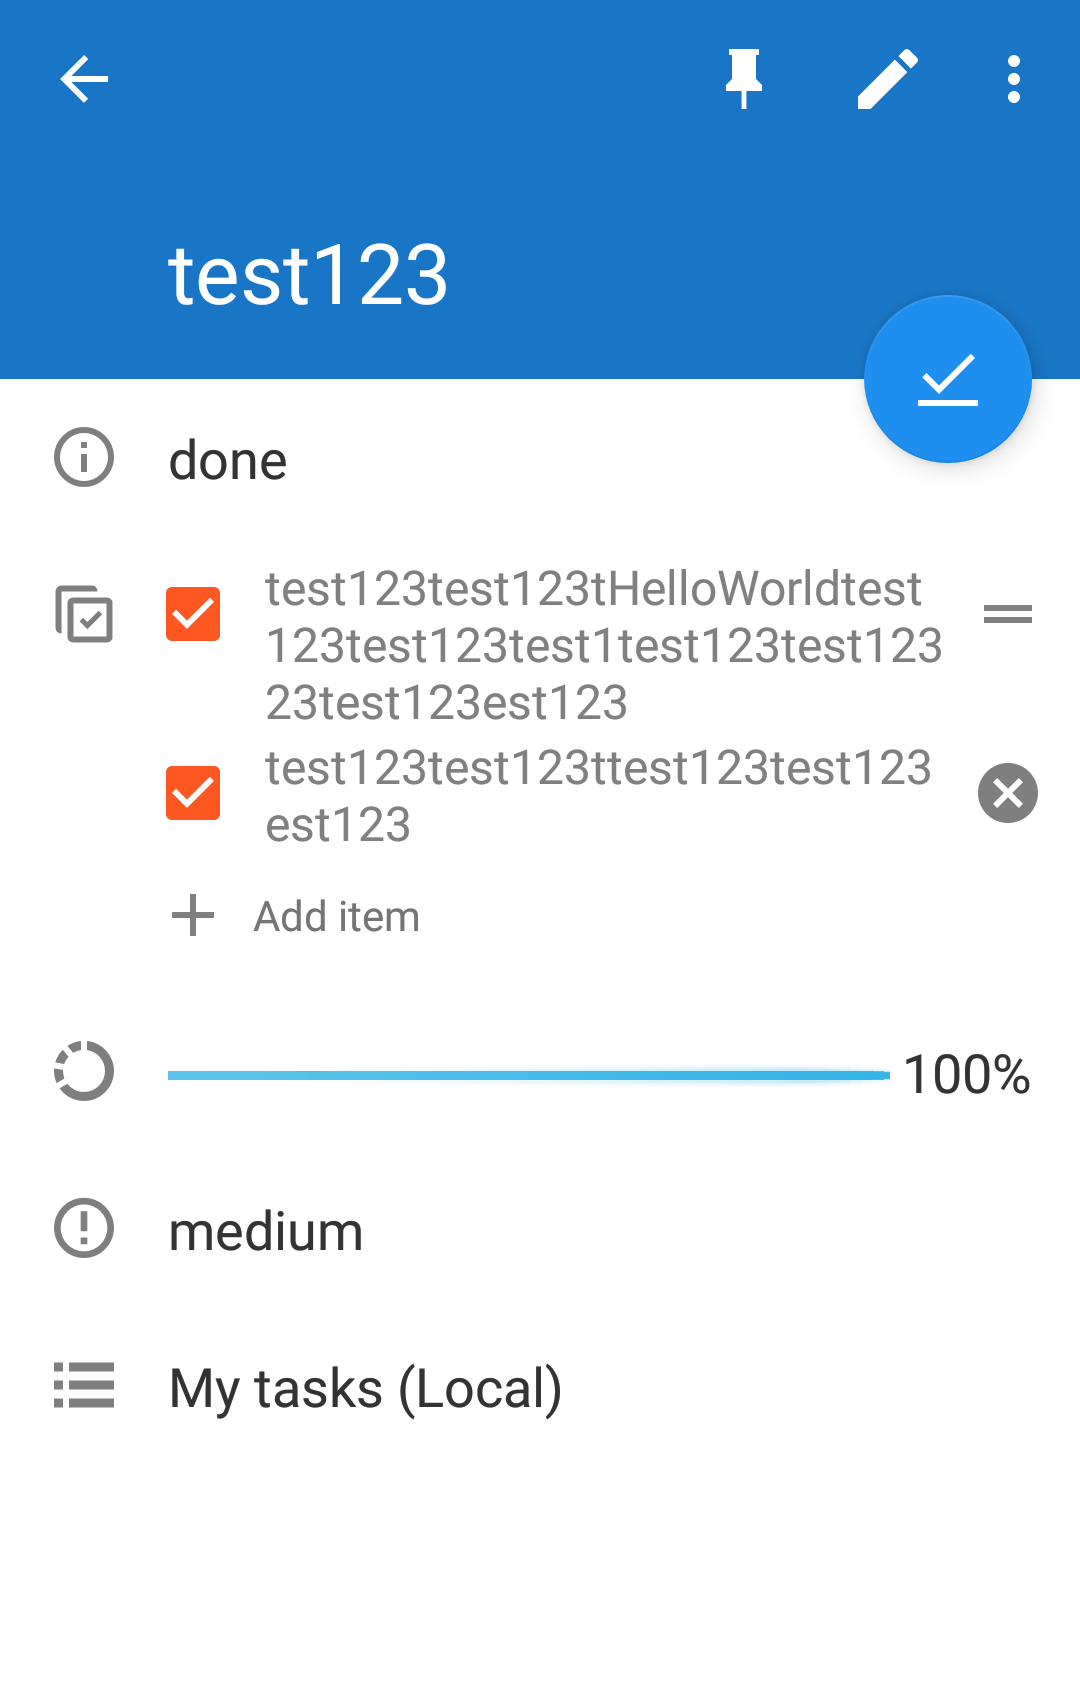 test123
done
test123test123tHelloWorldtest
123test123test1test123test123
23test123est123
test123test123ttest123test123
est123
Add item
100%
medium
My tasks (Local)